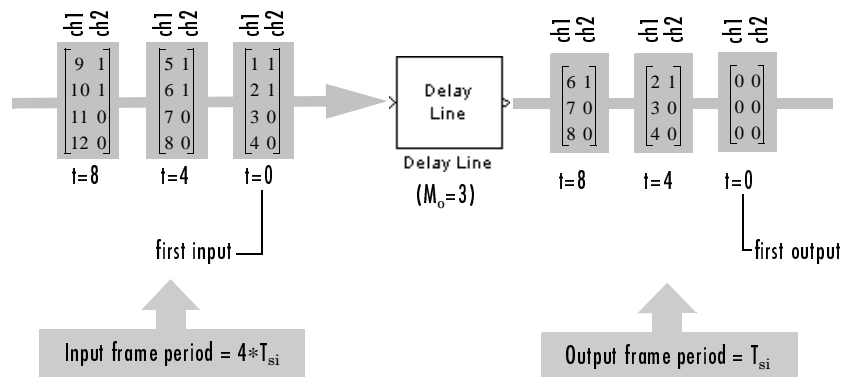 ch1 ch2 ch1 ch2 ch1 ch2 ch1 ch2 ch1 ch2 ch1 ch2
9 1 5 1 1 1
10 1 6 1 2 1
11 0 7 0 3 0
12 0 8 0 4 0
Delay
Line
6 1 2 1 0 0
7 0 3 0 0 0
8 0 4 0 0 0
Delay Line
(Mo=3)
t=8 t=4 t=0 t=8 t=4 t=0
first input
first output
Input frame period = 4*Tsi
Output frame period = Tsi